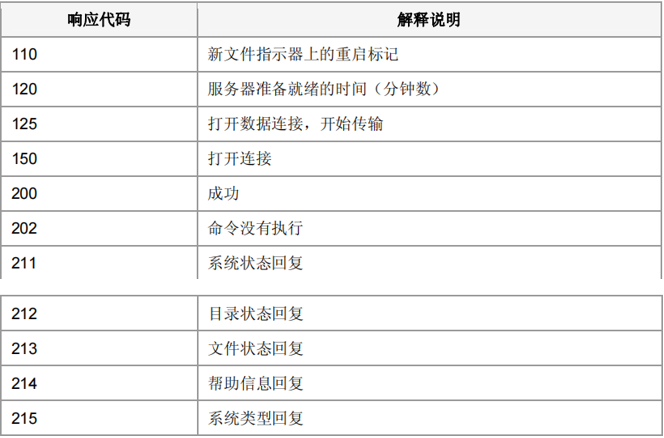 响应代码 解释说明
110 新文件指示器上的重启标记
120 服务器准备就绪的时间（分钟数）
125 打开数据连接，开始传输
150 打开连接
200 成功
202 命令没有执行
211 系统状态回复
212 目录状态回复
213 文件状态回复
214 帮助信息回复
215 系统类型回复